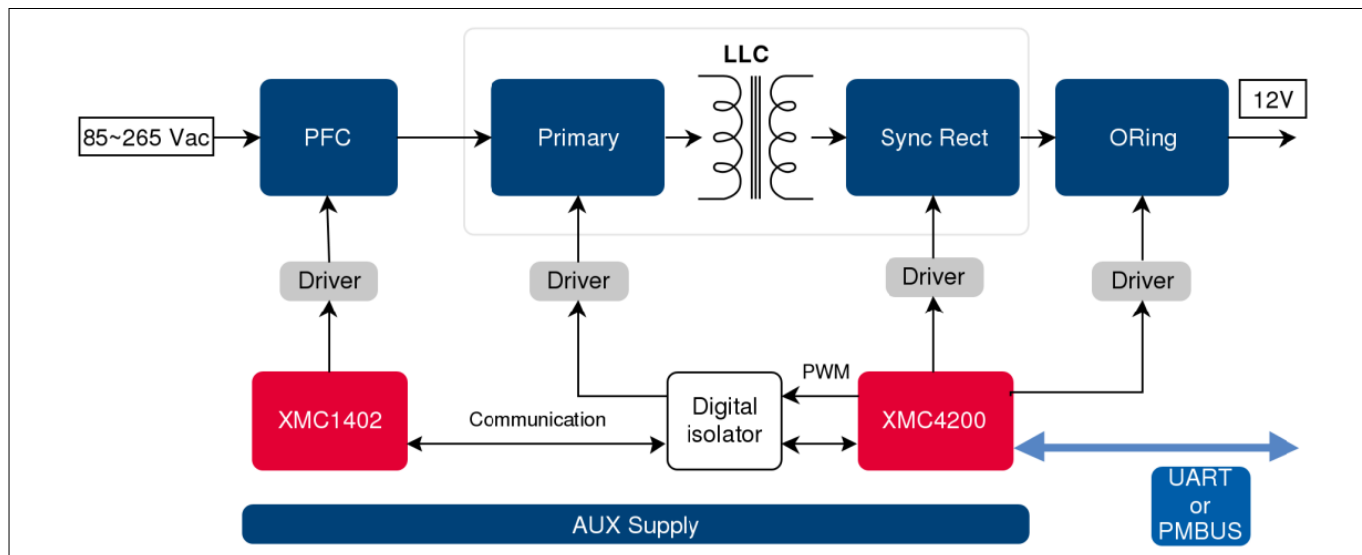 LLC
85~265 Vac
PFC
Primary
Sync Rect
ORing
12V
Driver
Driver
Driver
Driver
XMC1402
Communication
Digital
isolator
PWM
XMC4200
UART
or
PMBUS
AUX Supply